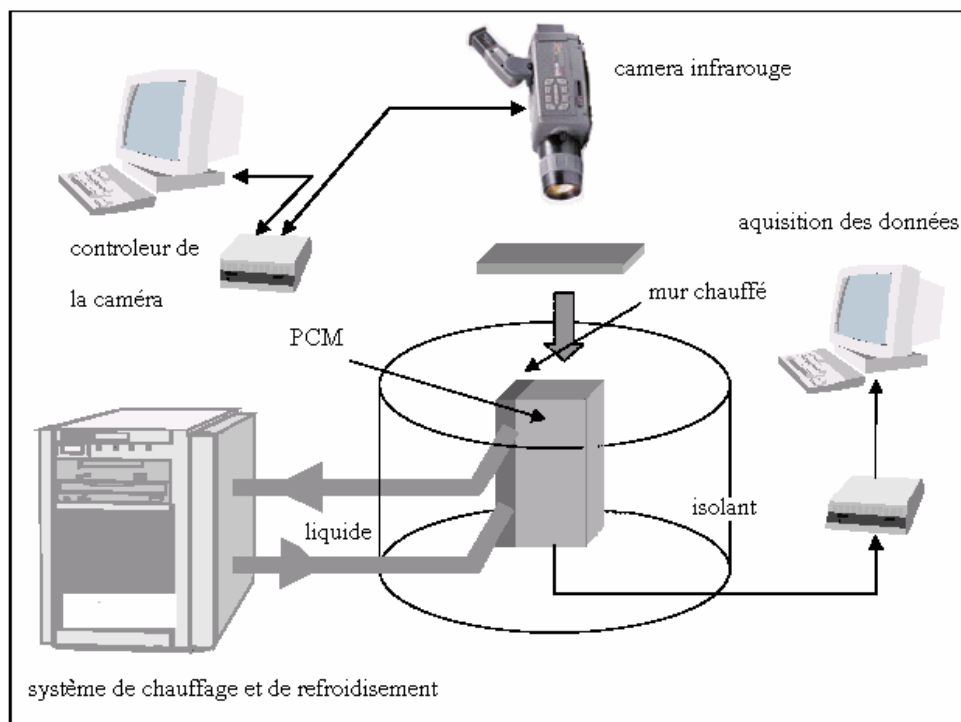 camera infrarouge
aquisition des données
controleur de
la caméra
mur chauffé
PCM
isolant
liquide
système de chauffage et de refroidisement